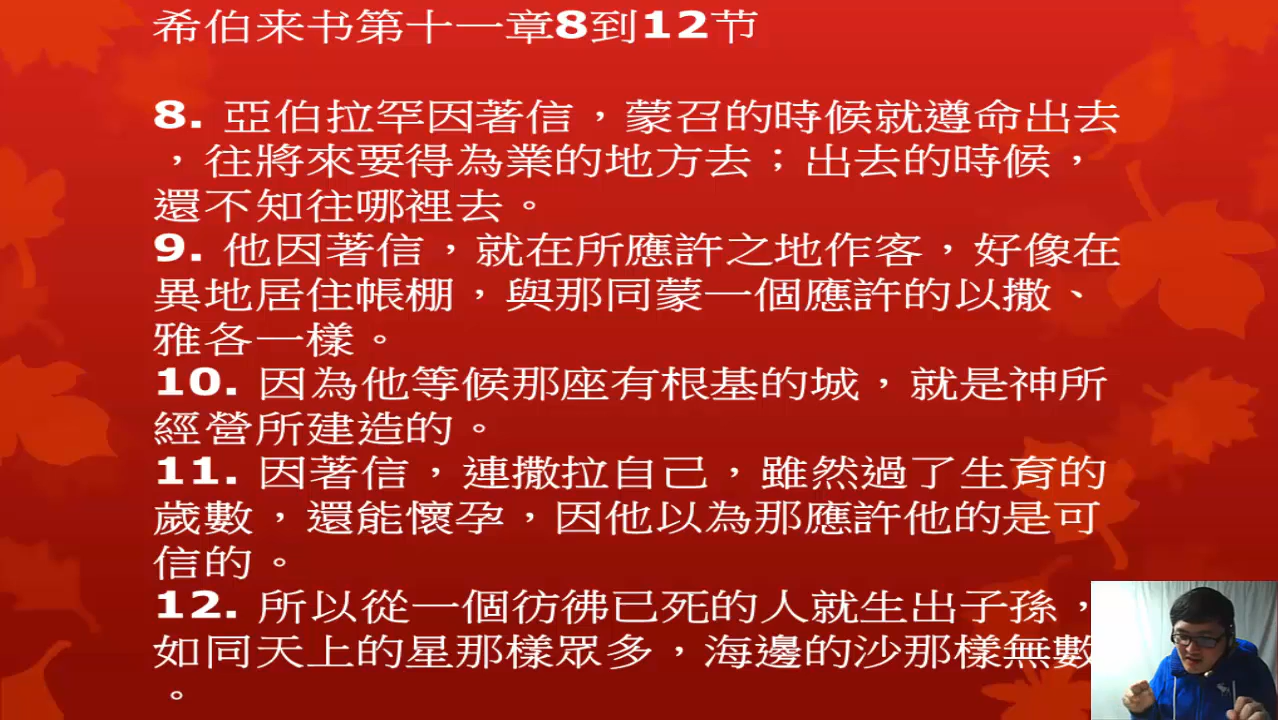 希伯来书第十一章8到12节
8. 亞伯拉罕因著信，蒙召的時候就遵命出去
，往將來要得為業的地方去；出去的時候，
還不知往哪裡去。
9. 他因著信，就在所應許之地作客，好像在
異地居住帳棚，與那同蒙一個應許的以撒、
雅各一樣。
10. 因為他等候那座有根基的城，就是神所
經營所建造的。
11. 因著信，連撒拉自己，雖然過了生育的
歲數，還能懷孕，因他以為那應許他的是可
信的。
12. 所以從一個彷彿已死的人就生出子孫，
如同天上的星那樣眾多，海邊的沙那樣無數
。